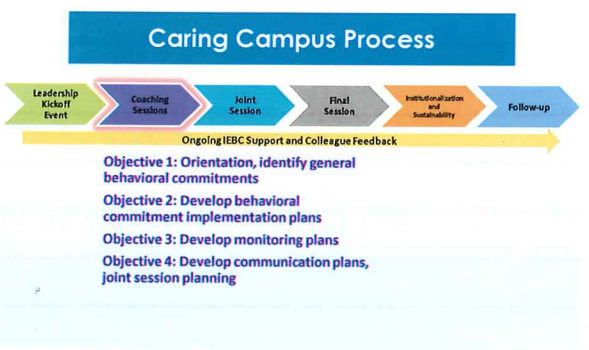 Caring Campus Process
Leadership
Kickoff
Event
Coaching
Sessions
Joint
Session
Final
Session
Institutionalization
and
Sustainability
Follow-up
Ongoing IEBC Support and Colleague Feedback
Objective 1: Orientation, identify general
behavioral commitments
Objective 2: Develop behavioral
commitment implementation plans
Objective 3: Develop monitoring plans
Objective 4: Develop communication plans,
joint session planning